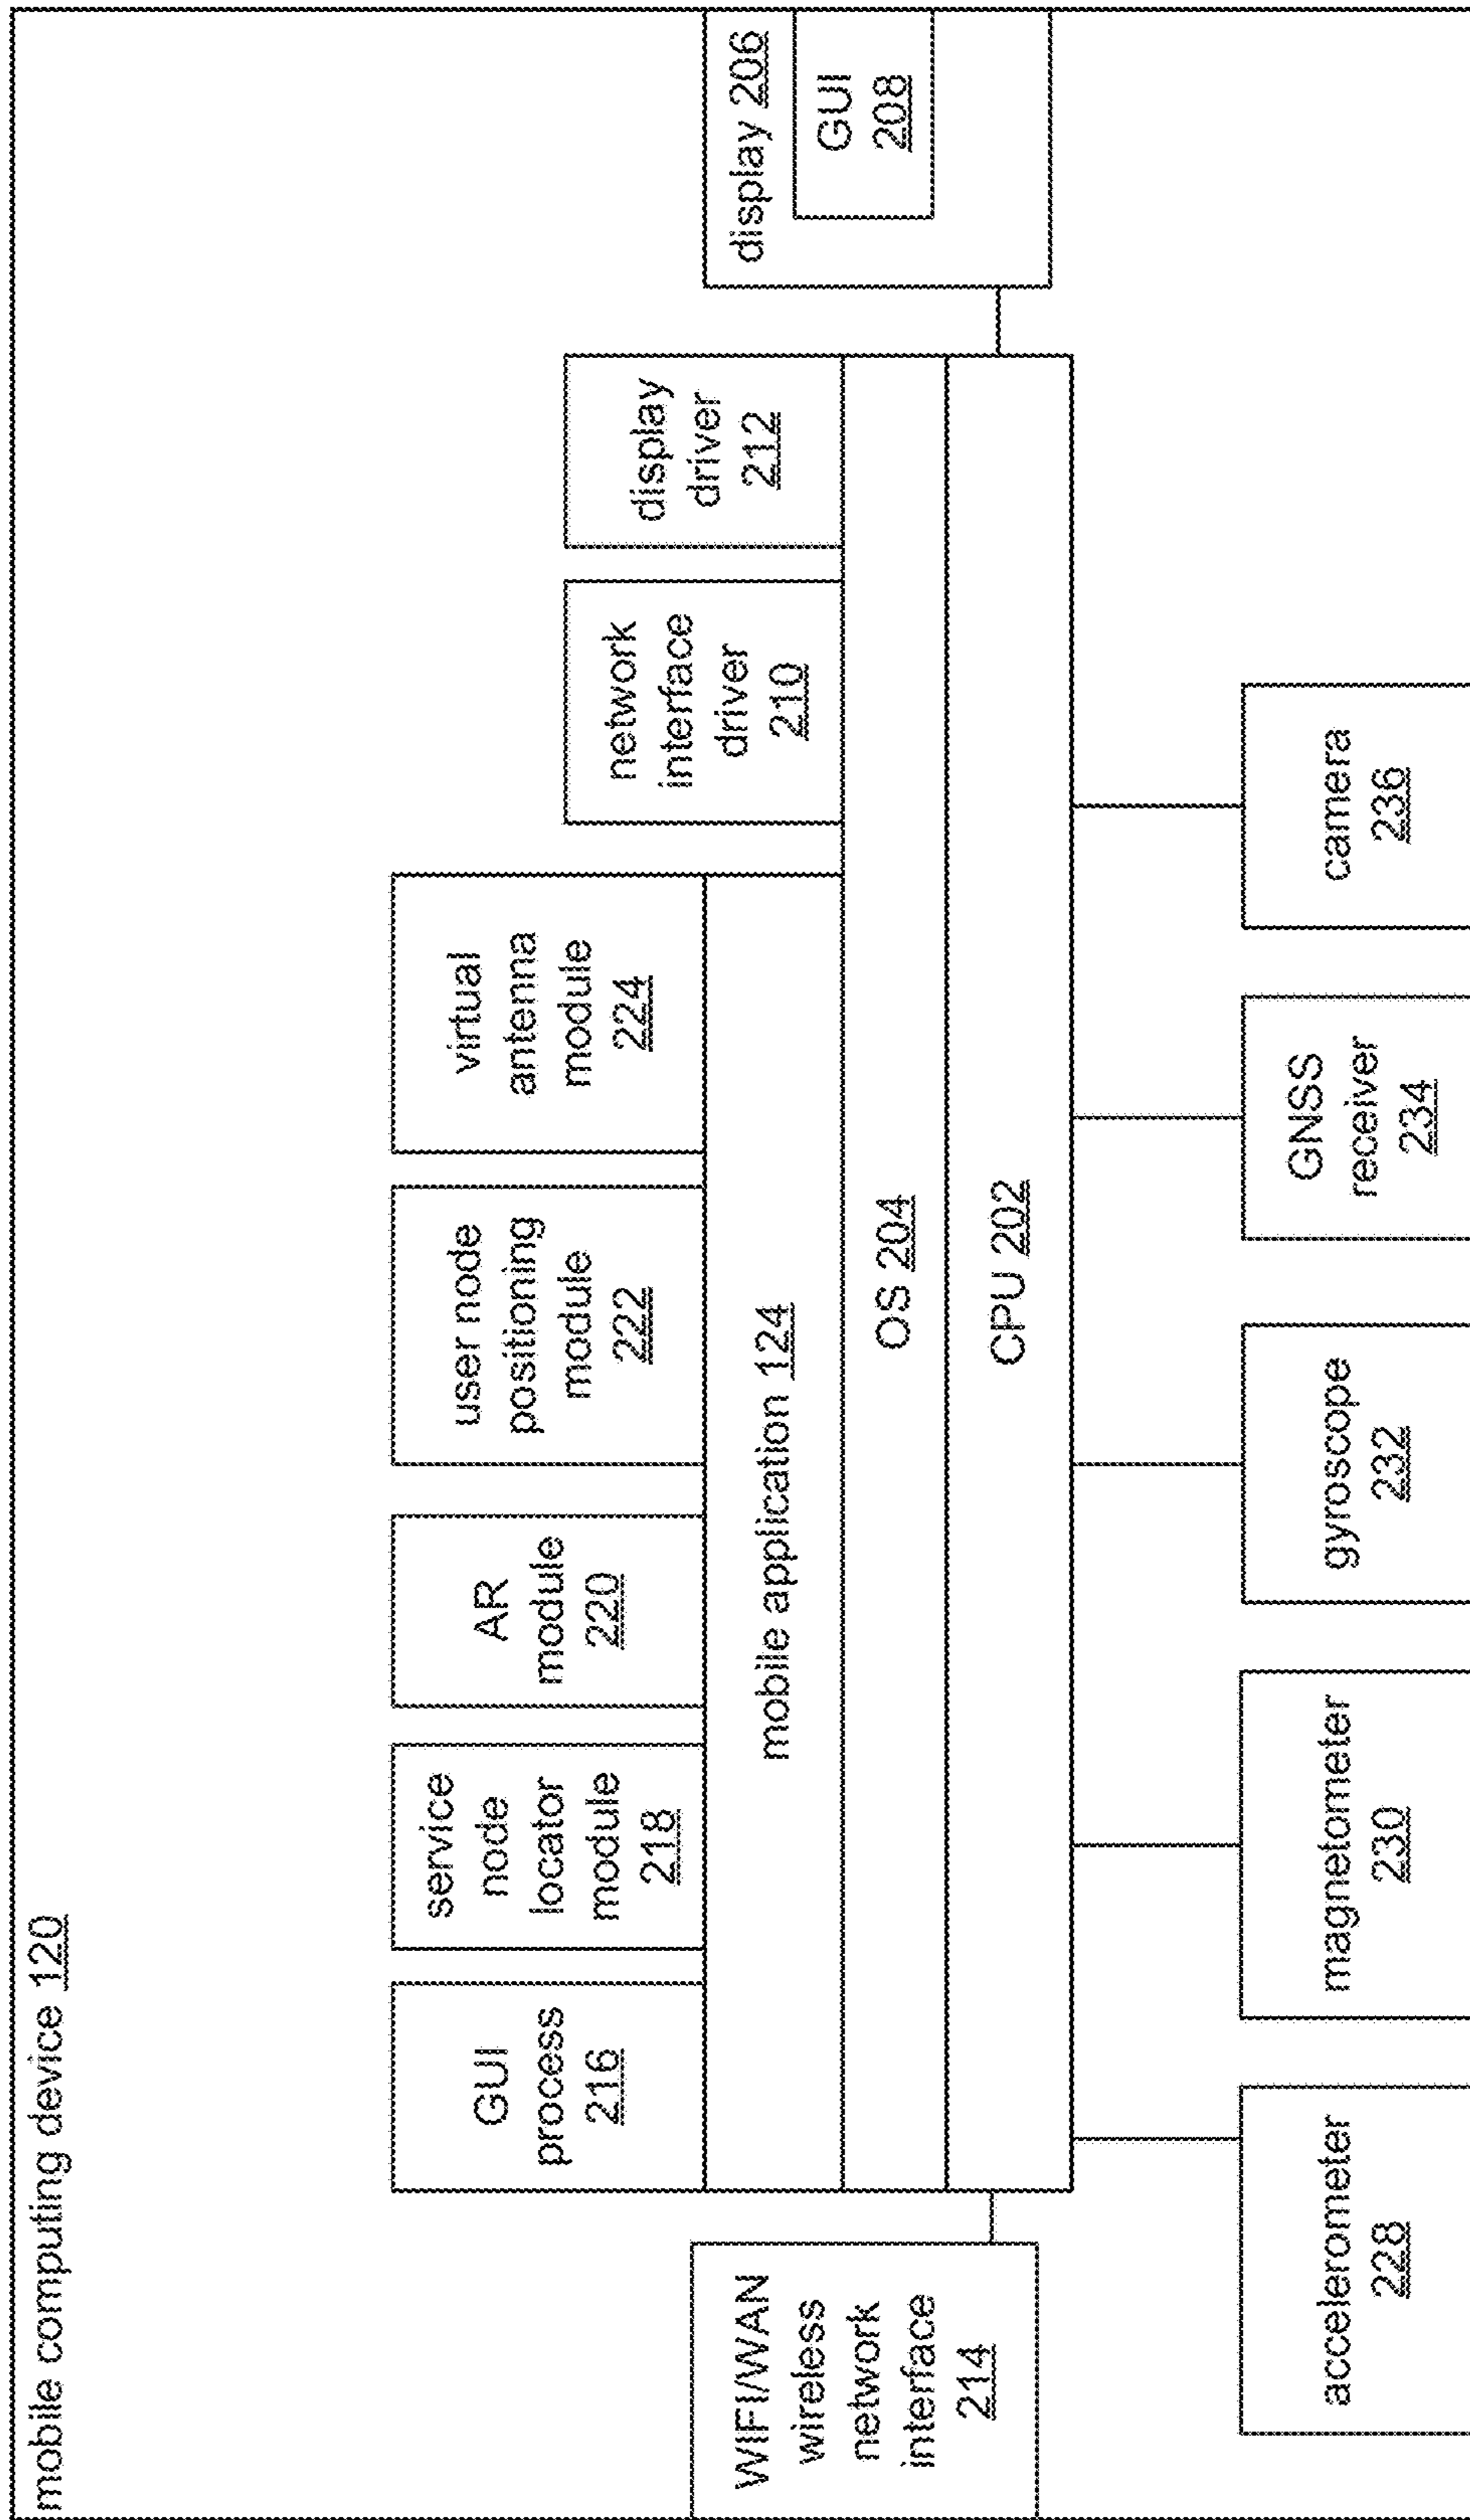 mobile computing device 120
GUI
process
216
service
node
locator
module
218
AR
module
220
user node
positioning
module
222
virtual
antenna
module
224
network
interface
driver
210
display
driver
212
display 206
GUI
208
WIFI/WAN
wireless
network
interface
214
mobile application 124
OS 204
CPU 202
accelerometer
228
magnetometer
230
gyroscope
232
GNSS
receiver
234
camera
236